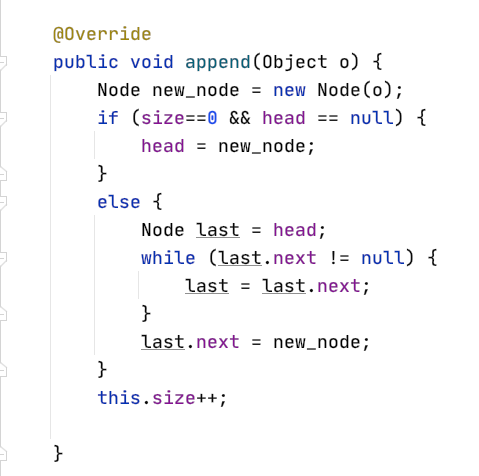 @Override
public void append(Object o) {
    Node new_node = new Node(o);
    if (size==0 && head == null) {
        head = new_node;
    }
    else {
        Node last = head;
        while (last.next != null) {
            last = last.next;
        }
        last.next = new_node;
    }
    this.size++;
}